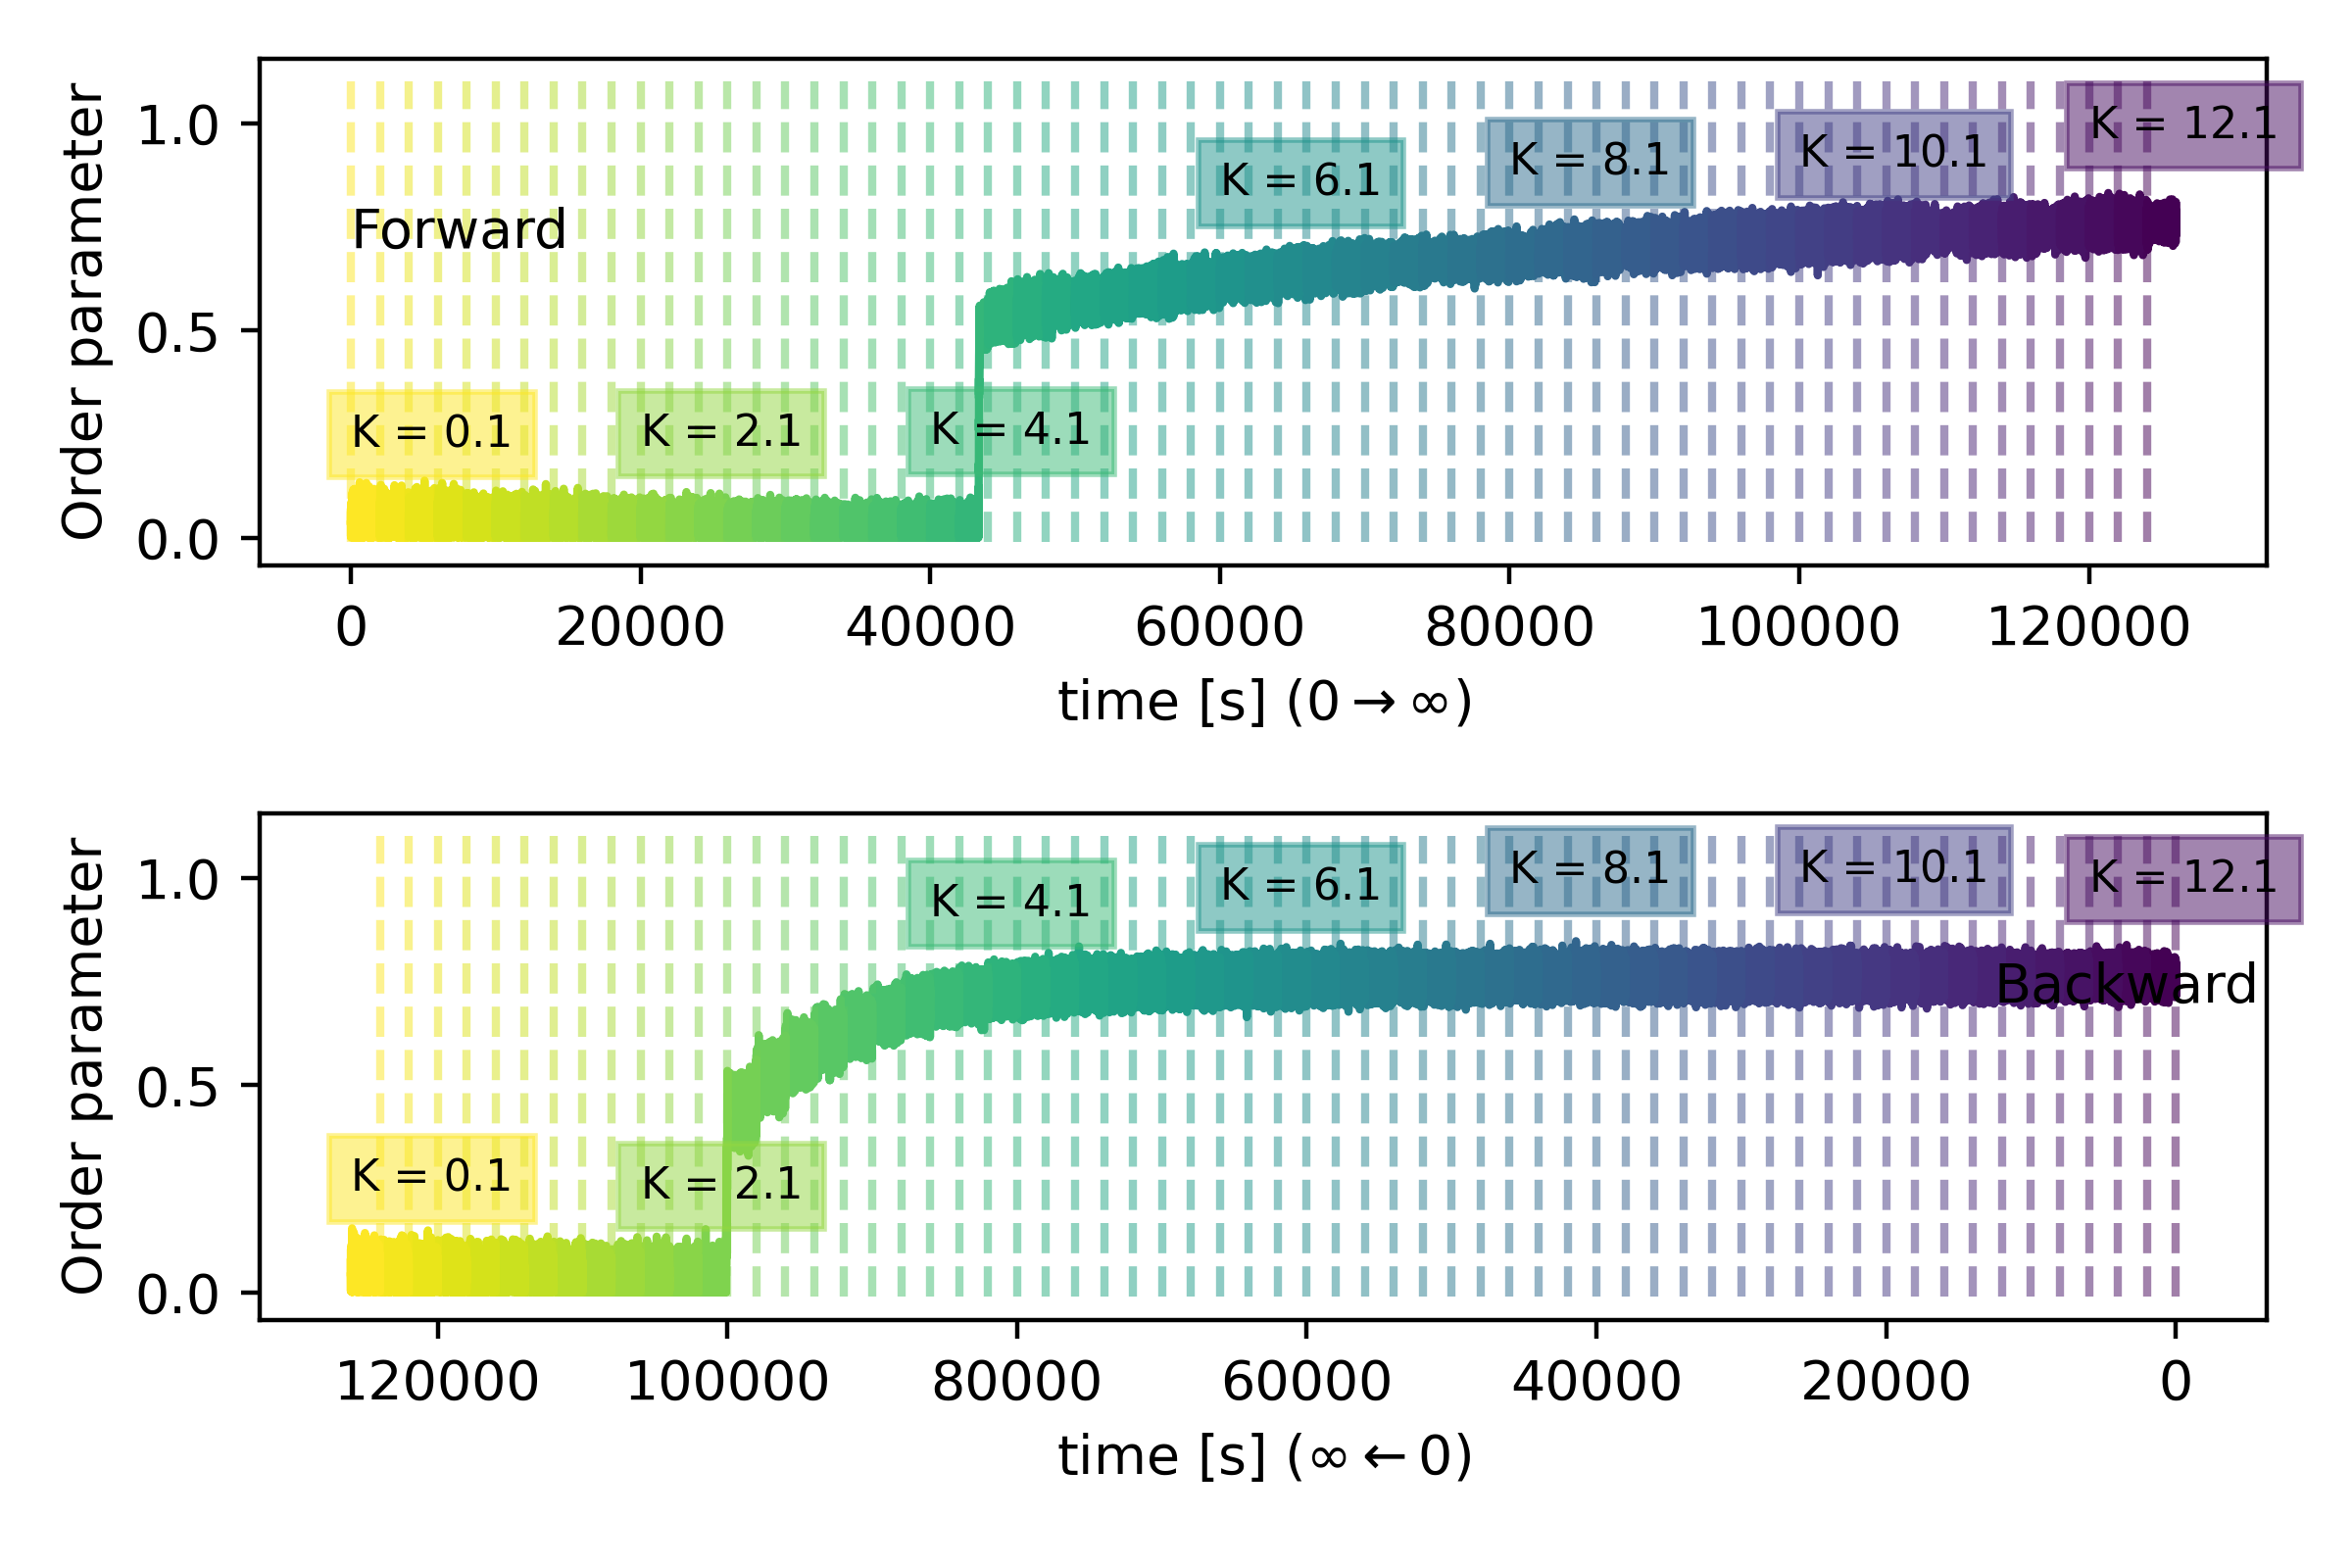 Order parameter
1.0
0.5
0.0
Forward
K = 0.1
K = 2.1
K = 4.1
K = 6.1
K = 8.1
K = 10.1
K = 12.1
0 20000 40000 60000 80000 100000 120000
time [s] (0 → ∞)
Order parameter
1.0
0.5
0.0
K = 0.1
K = 2.1
K = 4.1
K = 6.1
K = 8.1
K = 10.1
K = 12.1
Backward
120000 100000 80000 60000 40000 20000 0
time [s] (∞ ← 0)